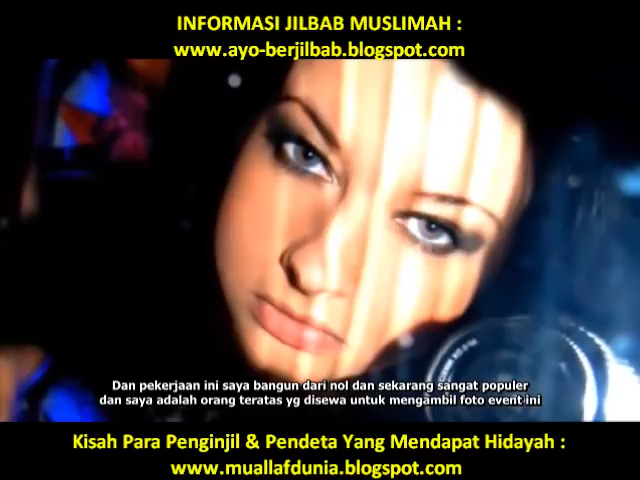 INFORMASI JILBAB MUSLIMAH :
www.ayo-berjilbab.blogspot.com
Dan pekerjaan ini saya bangun dari nol dan sekarang sangat populer
dan saya adalah orang teratas yg disewa untuk mengambil foto event ini
Kisah Para Penginjil & Pendeta Yang Mendapat Hidayah :
www.muallafdunia.blogspot.com